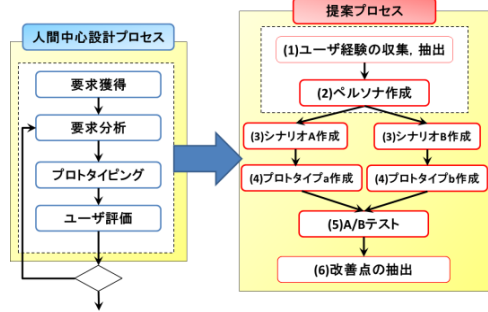 人間中心設計プロセス
要求獲得
要求分析
プロトタイピング
ユーザ評価
提案プロセス
(1)ユーザ経験の収集，抽出
(2)ペルソナ作成
(3)シナリオA作成
(3)シナリオB作成
(4)プロトタイプa作成
(4)プロトタイプb作成
(5)A/Bテスト
(6)改善点の抽出